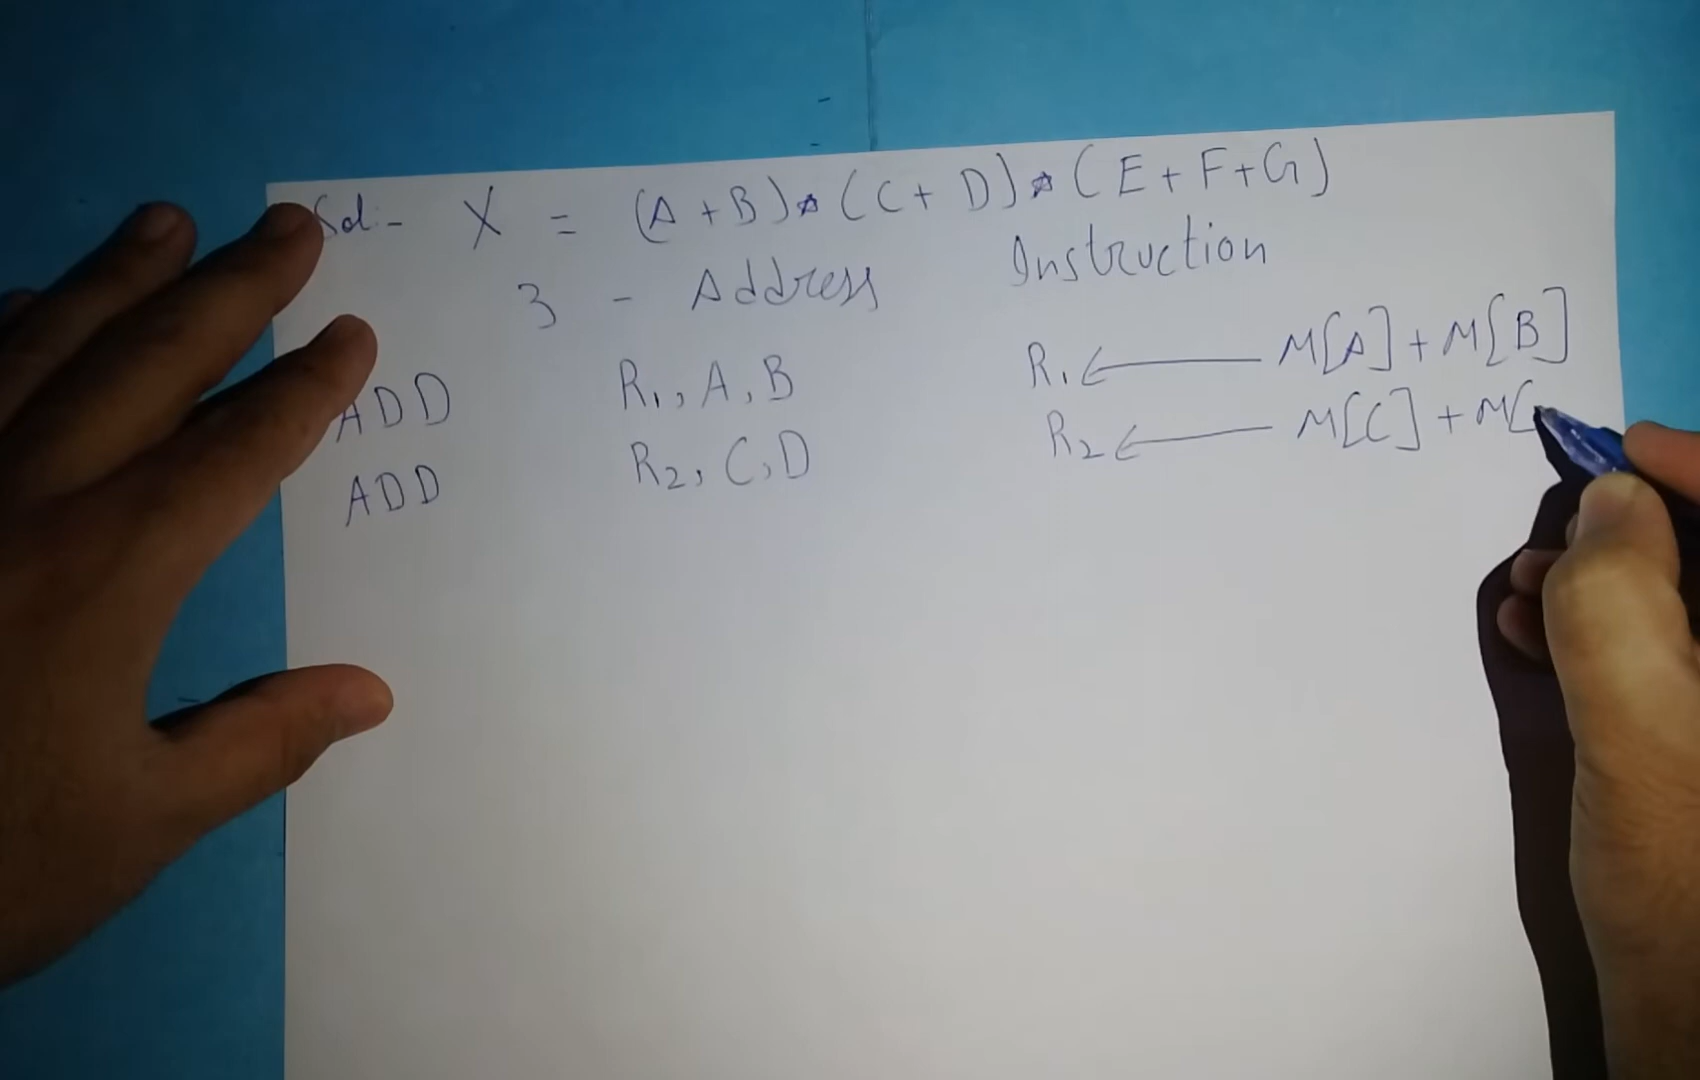 Sol:- X = (A+B)*(C+D)*(E+F+G)
3 - Address Instruction
ADD R1, A, B R1 ← M[A] + M[B]
ADD R2, C, D R2 ← M[C] + M[